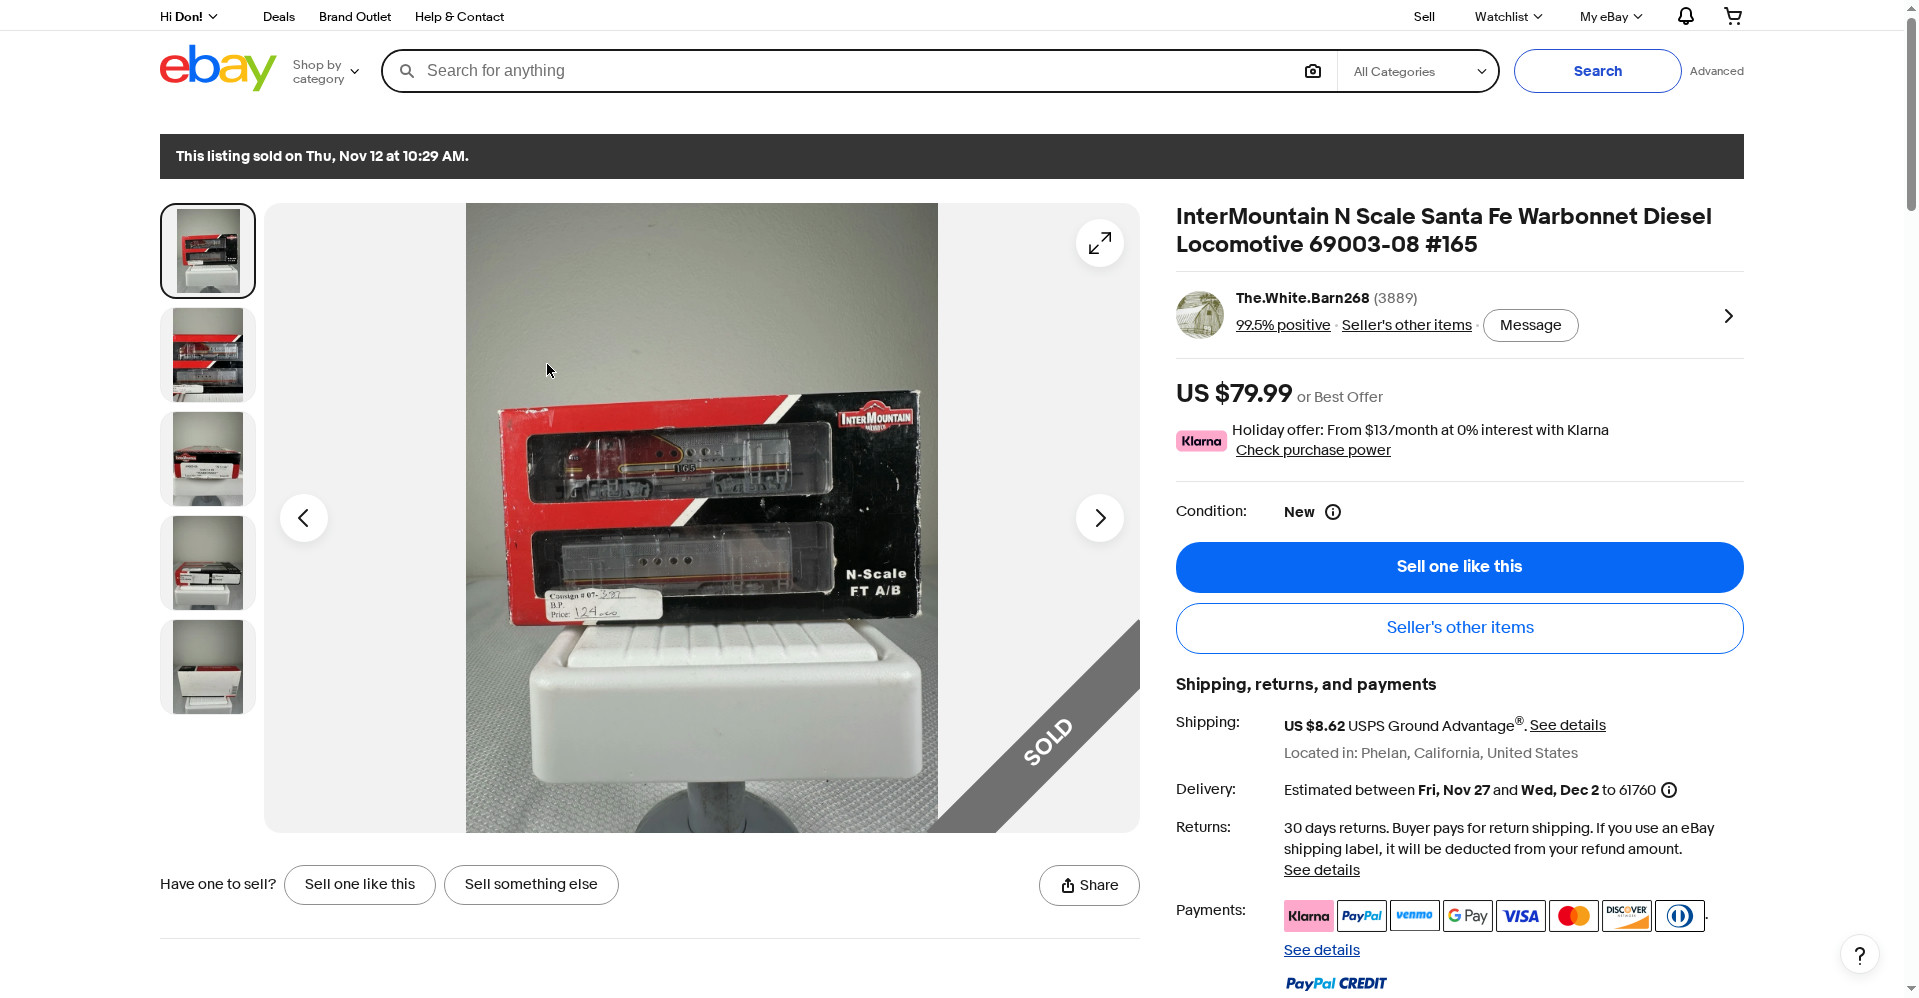 Hi Don!
Deals
Brand Outlet
Help & Contact
Sell
Watchlist
My eBay
ebay
Shop by category
Search for anything
All Categories
Search
Advanced
This listing sold on Thu, Nov 12 at 10:29 AM.
InterMountain N Scale Santa Fe Warbonnet Diesel
Locomotive 69003-08 #165
The.White.Barn268 (3889)
99.5% positive · Seller's other items · Message
US $79.99 or Best Offer
Klarna Holiday offer: From $13/month at 0% interest with Klarna
Check purchase power
Condition: New
Sell one like this
Seller's other items
Shipping, returns, and payments
Shipping: US $8.62 USPS Ground Advantage®. See details
Located in: Phelan, California, United States
Delivery: Estimated between Fri, Nov 27 and Wed, Dec 2 to 61760
Returns: 30 days returns. Buyer pays for return shipping. If you use an eBay
shipping label, it will be deducted from your refund amount.
See details
Payments: Klarna PayPal venmo G Pay VISA DISCOVER
See details
PayPal CREDIT
INTERMOUNTAIN
165
N-Scale
FT A/B
Consign # 07-
B.P.
Price: 124.00
SOLD
Have one to sell? Sell one like this Sell something else
Share
?